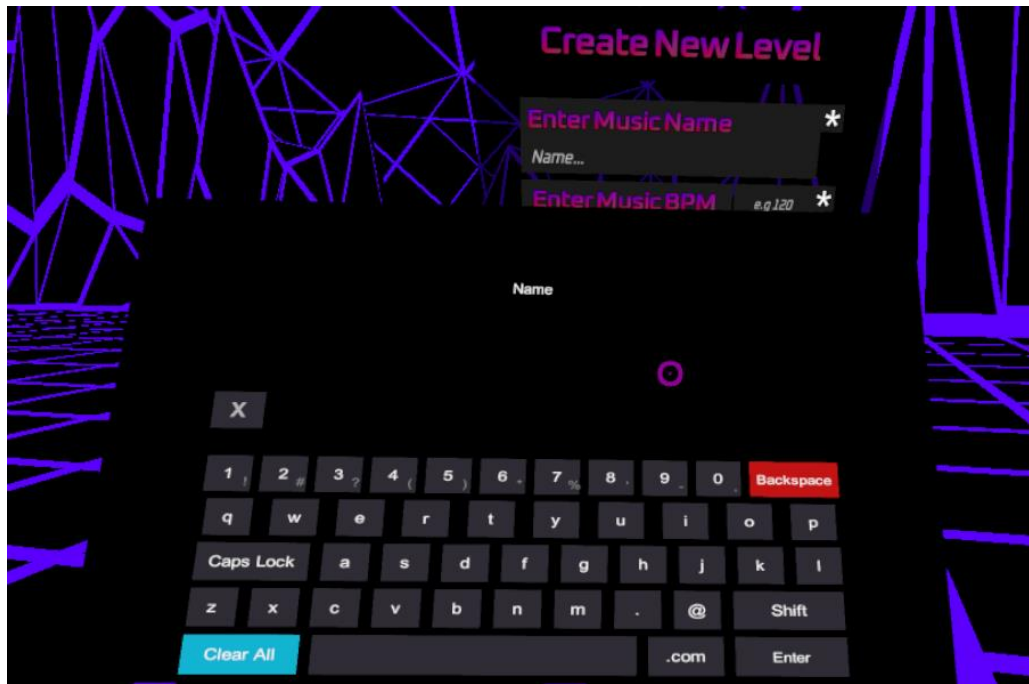 Create New Level
Enter Music Name *
Name...
Enter Music BPM e.g 120 *
Name
X
1 ! 2 # 3 ? 4 ( 5 ) 6 7 % 8 9 0 Backspace
q w e r t y u i o p
Caps Lock a s d f g h j k l
z x c v b n m . @ Shift
Clear All .com Enter